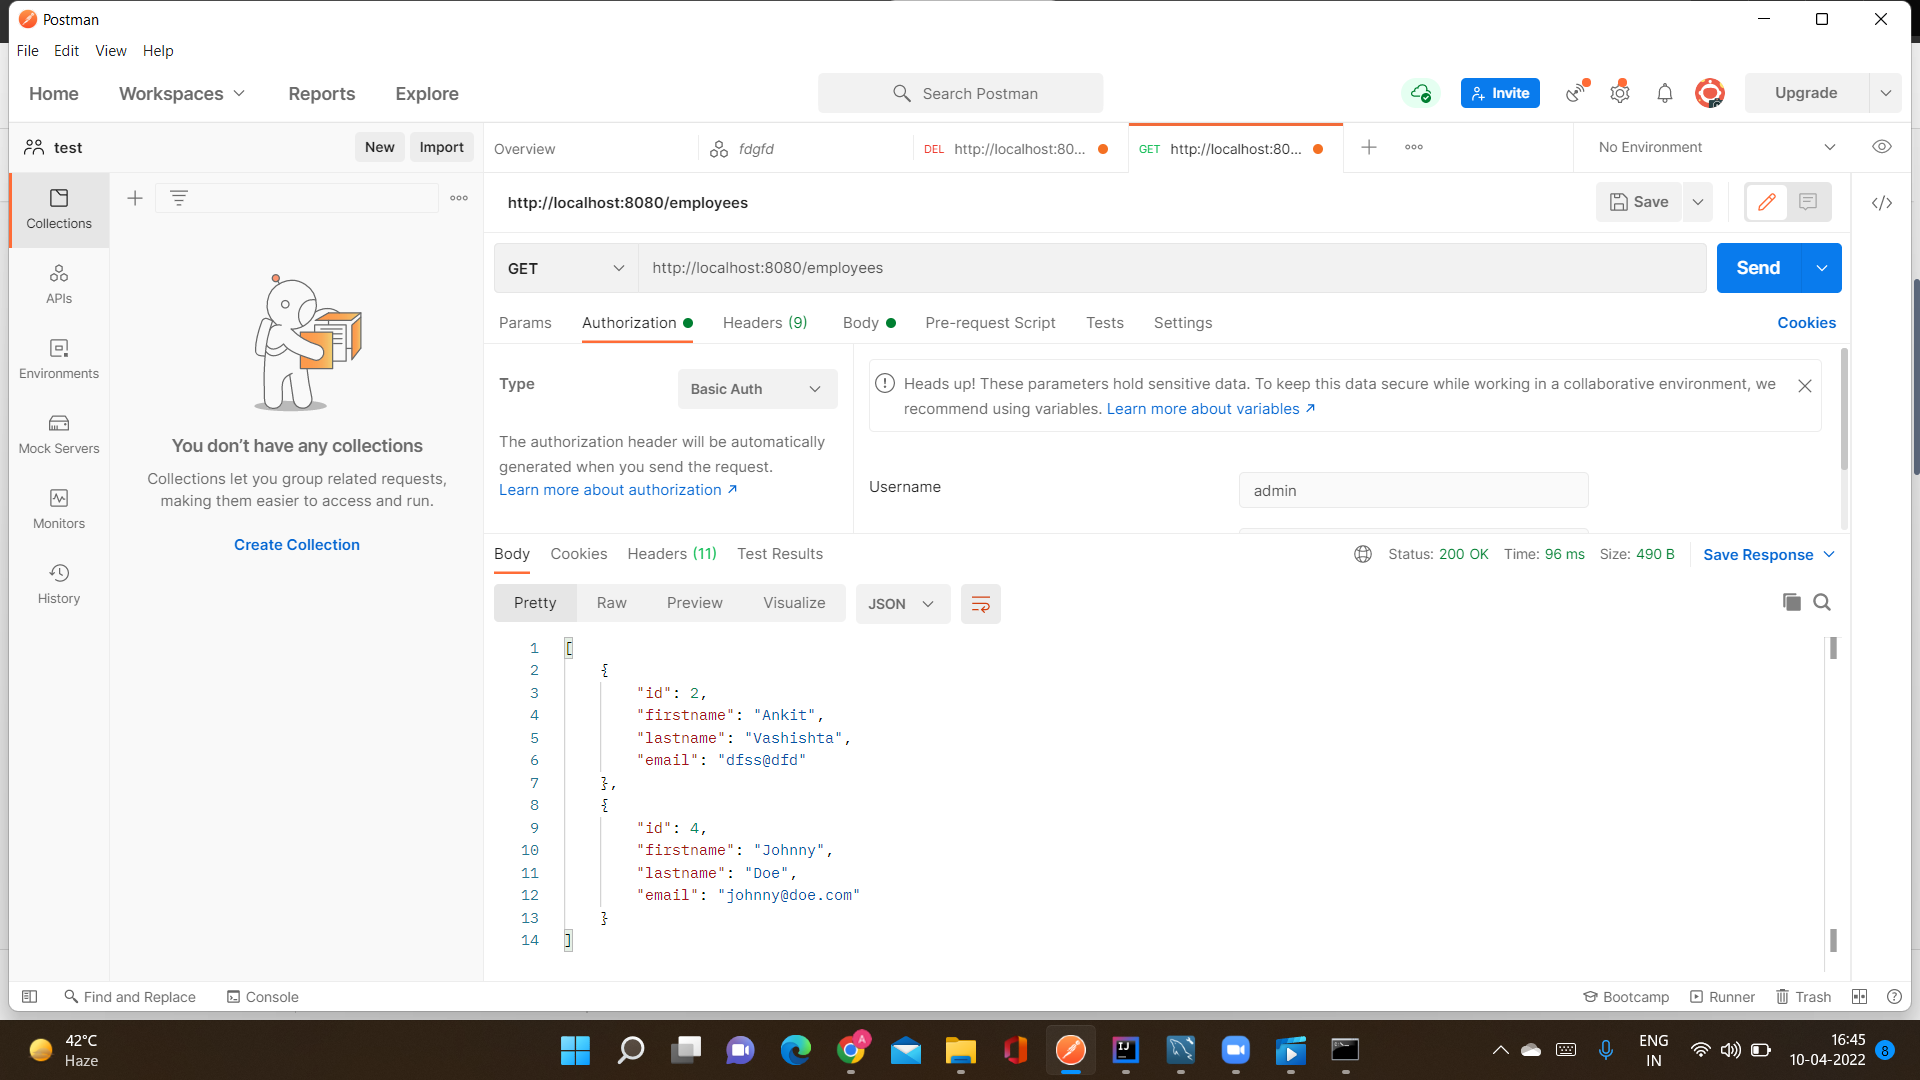 Postman
File Edit View Help
Home Workspaces Reports Explore
Search Postman
Invite
Upgrade
test
New Import
Overview
fdgfd
DEL http://localhost:80...
GET http://localhost:80...
No Environment
Collections
APIs
Environments
Mock Servers
Monitors
History
You don't have any collections
Collections let you group related requests,
making them easier to access and run.
Create Collection
http://localhost:8080/employees
Save
GET http://localhost:8080/employees
Send
Params Authorization Headers (9) Body Pre-request Script Tests Settings
Cookies
Type
Basic Auth
The authorization header will be automatically
generated when you send the request.
Learn more about authorization ↗
Heads up! These parameters hold sensitive data. To keep this data secure while working in a collaborative environment, we
recommend using variables. Learn more about variables ↗
Username
admin
Body Cookies Headers (11) Test Results
Status: 200 OK Time: 96 ms Size: 490 B
Save Response
Pretty Raw Preview Visualize
JSON
1 [
2 {
3 "id": 2,
4 "firstname": "Ankit",
5 "lastname": "Vashishta",
6 "email": "dfss@dfd"
7 },
8 {
9 "id": 4,
10 "firstname": "Johnny",
11 "lastname": "Doe",
12 "email": "johnny@doe.com"
13 }
14 ]
Find and Replace Console
Bootcamp Runner Trash
42°C
Haze
A
IJ
ENG
IN
16:45
10-04-2022
8